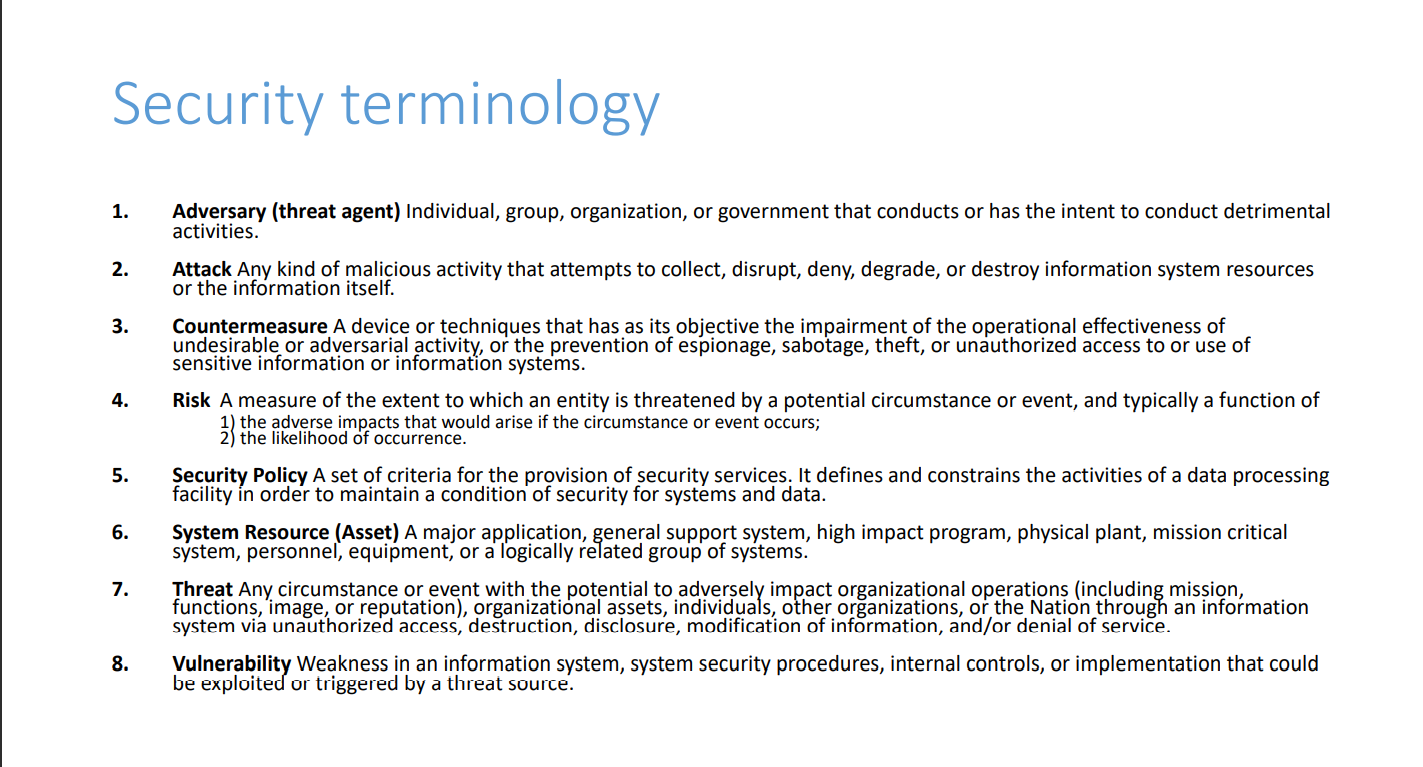 Security terminology
1. Adversary (threat agent) Individual, group, organization, or government that conducts or has the intent to conduct detrimental
activities.
2. Attack Any kind of malicious activity that attempts to collect, disrupt, deny, degrade, or destroy information system resources
or the information itself.
3. Countermeasure A device or techniques that has as its objective the impairment of the operational effectiveness of
undesirable or adversarial activity, or the prevention of espionage, sabotage, theft, or unauthorized access to or use of
sensitive information or information systems.
4. Risk A measure of the extent to which an entity is threatened by a potential circumstance or event, and typically a function of
1) the adverse impacts that would arise if the circumstance or event occurs;
2) the likelihood of occurrence.
5. Security Policy A set of criteria for the provision of security services. It defines and constrains the activities of a data processing
facility in order to maintain a condition of security for systems and data.
6. System Resource (Asset) A major application, general support system, high impact program, physical plant, mission critical
system, personnel, equipment, or a logically related group of systems.
7. Threat Any circumstance or event with the potential to adversely impact organizational operations (including mission,
functions, image, or reputation), organizational assets, individuals, other organizations, or the Nation through an information
system via unauthorized access, destruction, disclosure, modification of information, and/or denial of service.
8. Vulnerability Weakness in an information system, system security procedures, internal controls, or implementation that could
be exploited or triggered by a threat source.